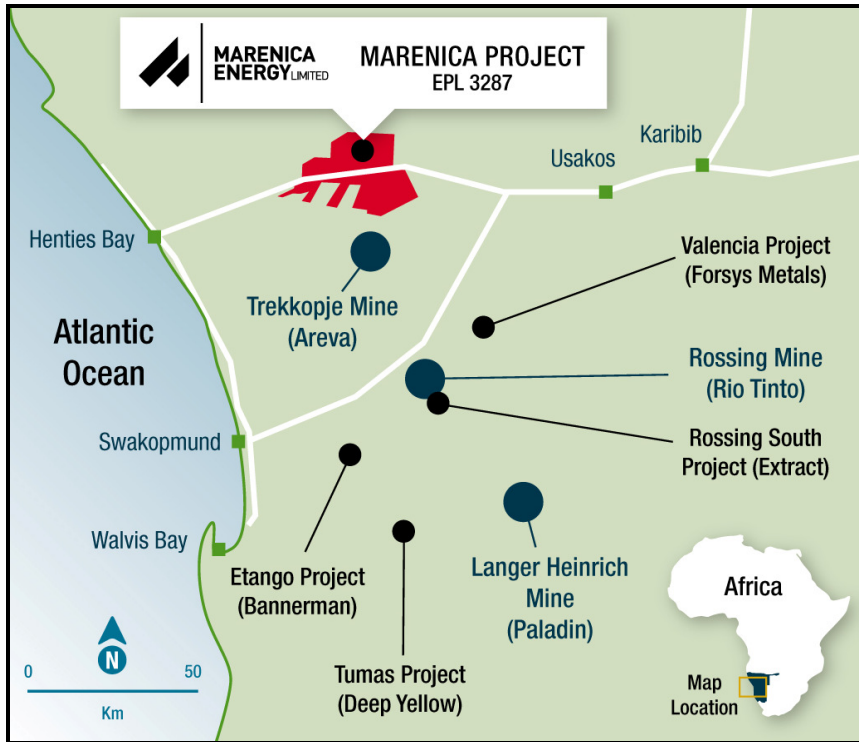 MARENICA
ENERGY LIMITED
MARENICA PROJECT
EPL 3287
Karibib
Usakos
Henties Bay
Valencia Project
(Forsys Metals)
Trekkopje Mine
(Areva)
Atlantic
Ocean
Rossing Mine
(Rio Tinto)
Swakopmund
Rossing South
Project (Extract)
Walvis Bay
Etango Project
(Bannerman)
Langer Heinrich
Mine
(Paladin)
Africa
N
0 50
Km
Tumas Project
(Deep Yellow)
Map
Location